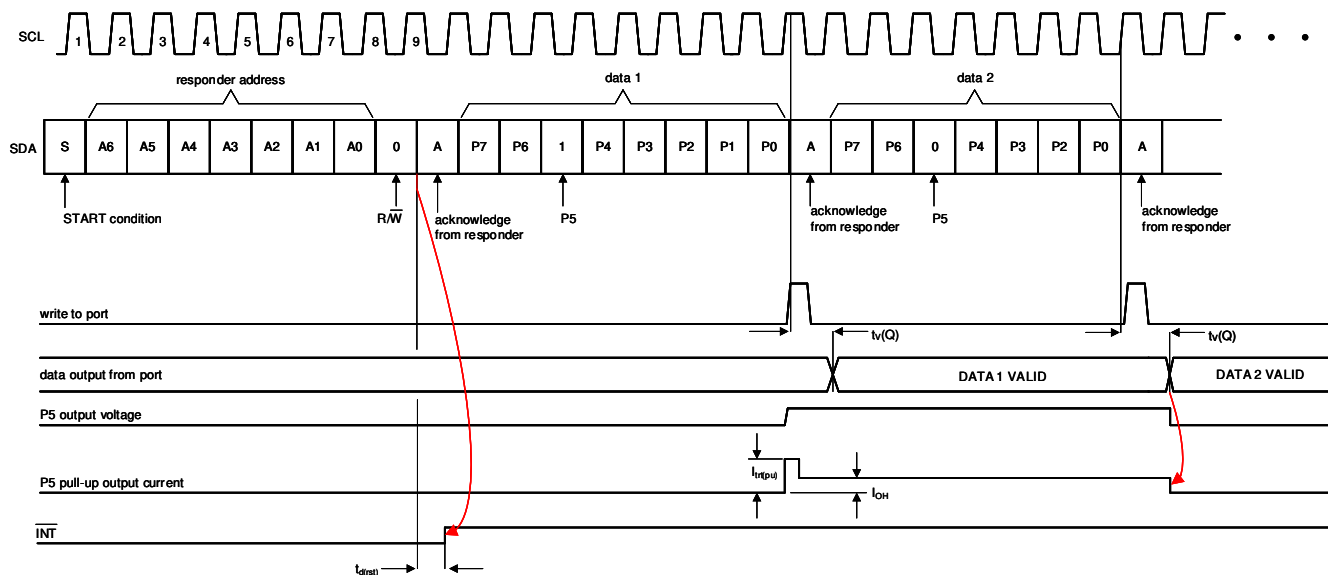 SCL 1 2 3 4 5 6 7 8 9
responder address data 1 data 2
SDA S A6 A5 A4 A3 A2 A1 A0 0 A P7 P6 1 P4 P3 P2 P1 P0 A P7 P6 0 P4 P3 P2 P0 A
START condition R/W̅ acknowledge from responder P5 acknowledge from responder P5 acknowledge from responder
write to port
tv(Q) tv(Q)
data output from port DATA 1 VALID DATA 2 VALID
P5 output voltage
Itrt(pu)
P5 pull-up output current
IOH
I̅N̅T̅
td(rst)